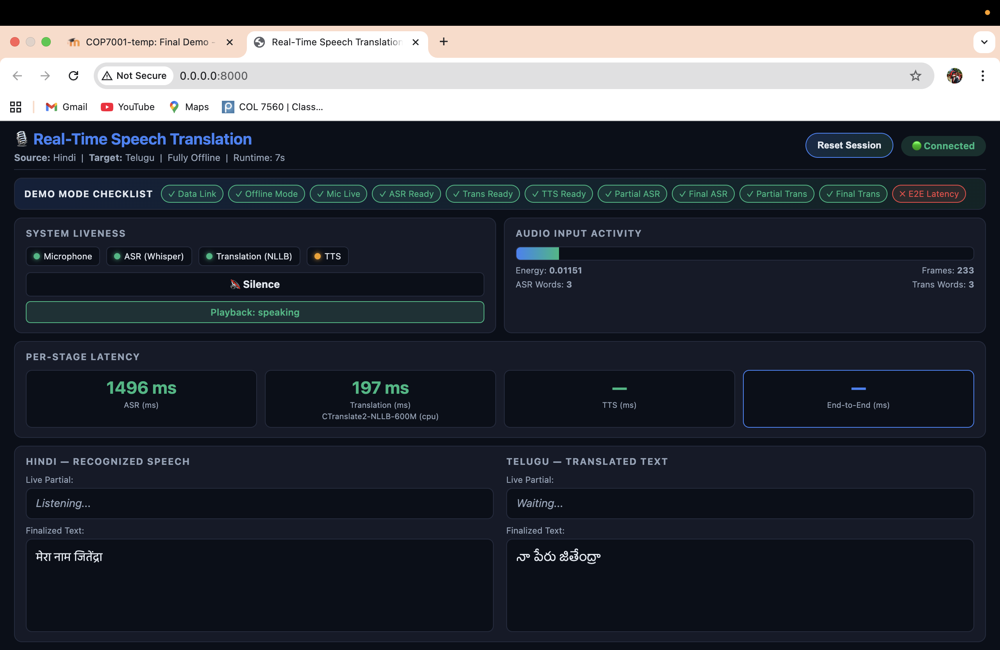 COP7001-temp: Final Demo -
Real-Time Speech Translation
Not Secure
0.0.0.0:8000
Gmail
YouTube
Maps
COL 7560 | Class...
Real-Time Speech Translation
Source: Hindi | Target: Telugu | Fully Offline | Runtime: 7s
Reset Session
Connected
DEMO MODE CHECKLIST
✓ Data Link
✓ Offline Mode
✓ Mic Live
✓ ASR Ready
✓ Trans Ready
✓ TTS Ready
✓ Partial ASR
✓ Final ASR
✓ Partial Trans
✓ Final Trans
✕ E2E Latency
SYSTEM LIVENESS
Microphone
ASR (Whisper)
Translation (NLLB)
TTS
Silence
Playback: speaking
AUDIO INPUT ACTIVITY
Energy: 0.01151
Frames: 233
ASR Words: 3
Trans Words: 3
PER-STAGE LATENCY
1496 ms
ASR (ms)
197 ms
Translation (ms)
CTranslate2-NLLB-600M (cpu)
—
TTS (ms)
—
End-to-End (ms)
HINDI — RECOGNIZED SPEECH
Live Partial:
Listening...
Finalized Text:
मेरा नाम जितेंद्रा
TELUGU — TRANSLATED TEXT
Live Partial:
Waiting...
Finalized Text:
నా పేరు జితేంద్రా